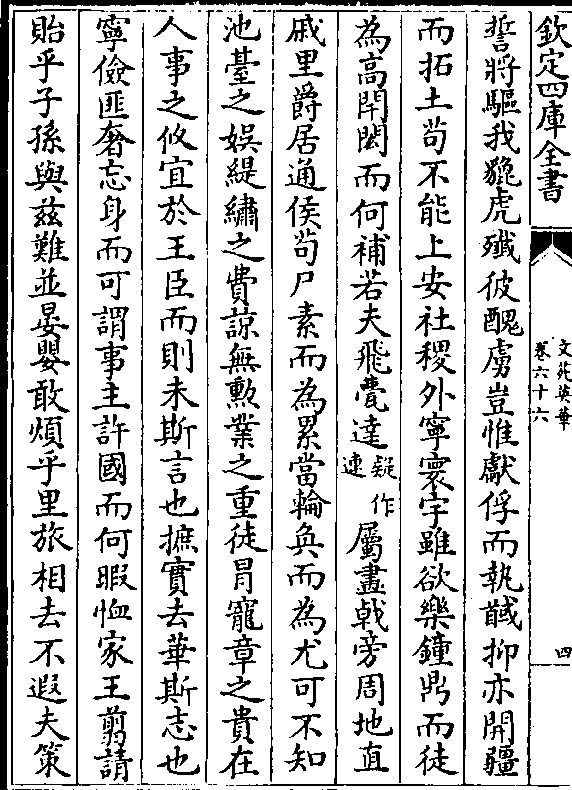 欽定四庫全書
文苑英華
卷六十六
四
誓將驅我貔虎殲彼醜虜豈惟獻俘而執馘抑亦開疆
而拓土苟不能上安社稷外寧寰宇雖欲樂鐘鼎而徒
為高閈閎而何補若夫飛甍達疑作連屬畫㦸旁周地直
戚里爵居通侯苟尸素而為累當輪奐而為尤可不知
池臺之娱緹繡之費諒無勲業之重徒冒寵章之貴在
人事之攸宜於王臣而則未斯言也摭實去華斯志也
寧儉匪奢忘身而可謂事主許國而何暇恤家王翦請
貽乎子孫與兹難並晏嬰敢煩乎里旅相去不遐夫策